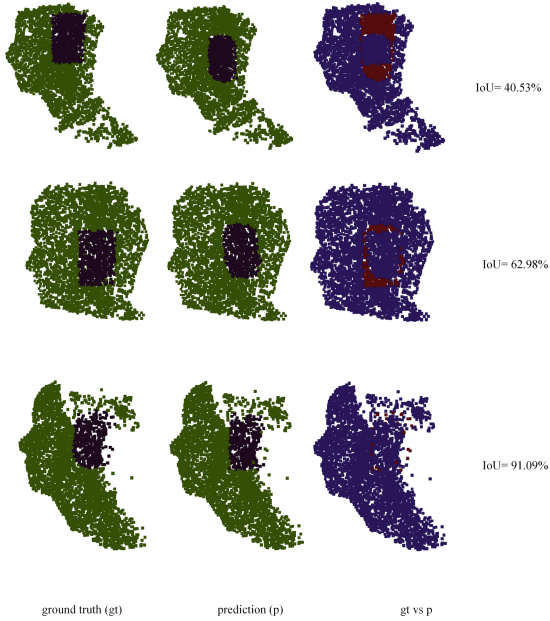 IoU= 40.53%
IoU= 62.98%
IoU= 91.09%
ground truth (gt)
prediction (p)
gt vs p